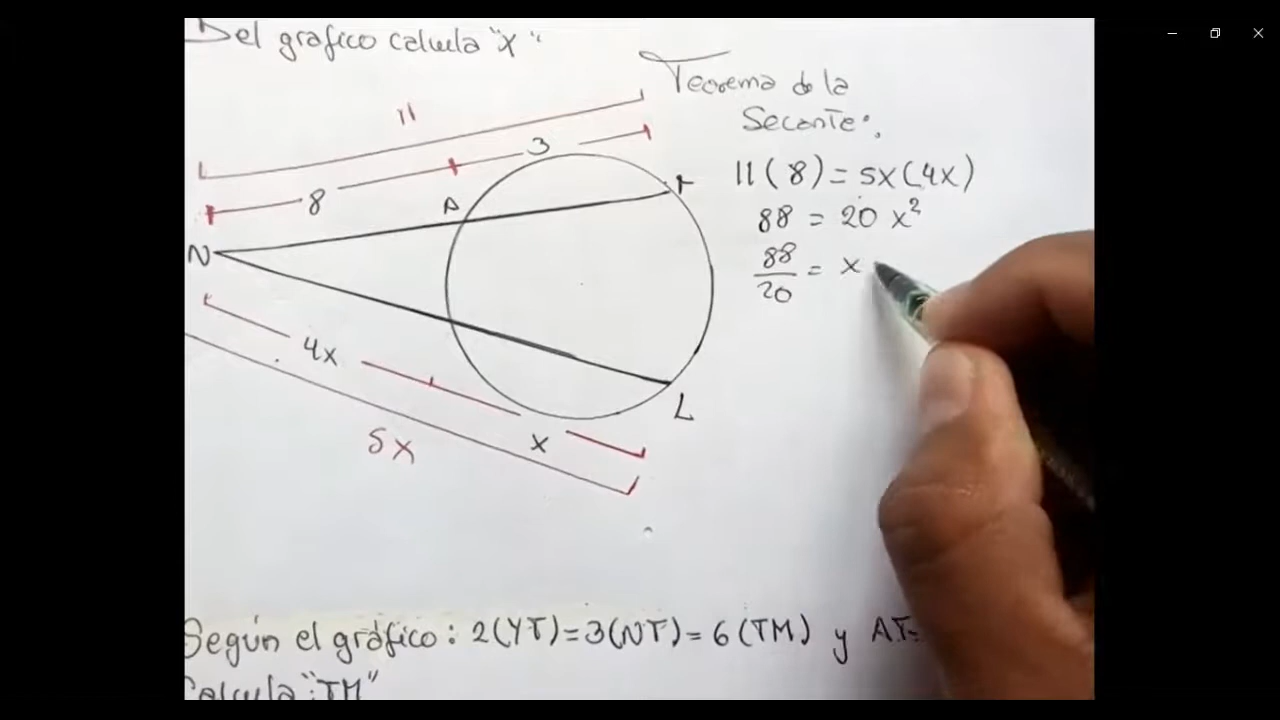 Del grafico calcula "x"
Teorema de la
Secante:
11
3
8
11(8) = 5x(4x)
88 = 20 x²
88/20 = x
A
N
4x
5x
x
L
Según el gráfico: 2(YT)=3(NT)=6(TM) y AT=
Calcula "TM"